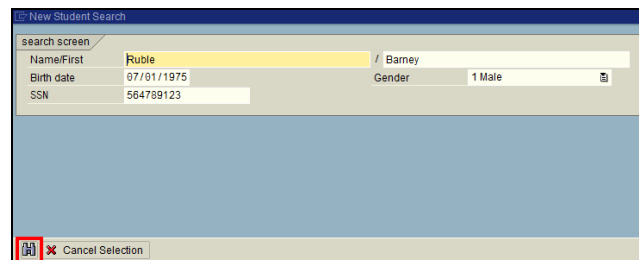 New Student Search
search screen
Name/First Ruble / Barney
Birth date 07/01/1975 Gender 1 Male
SSN 564789123
Cancel Selection